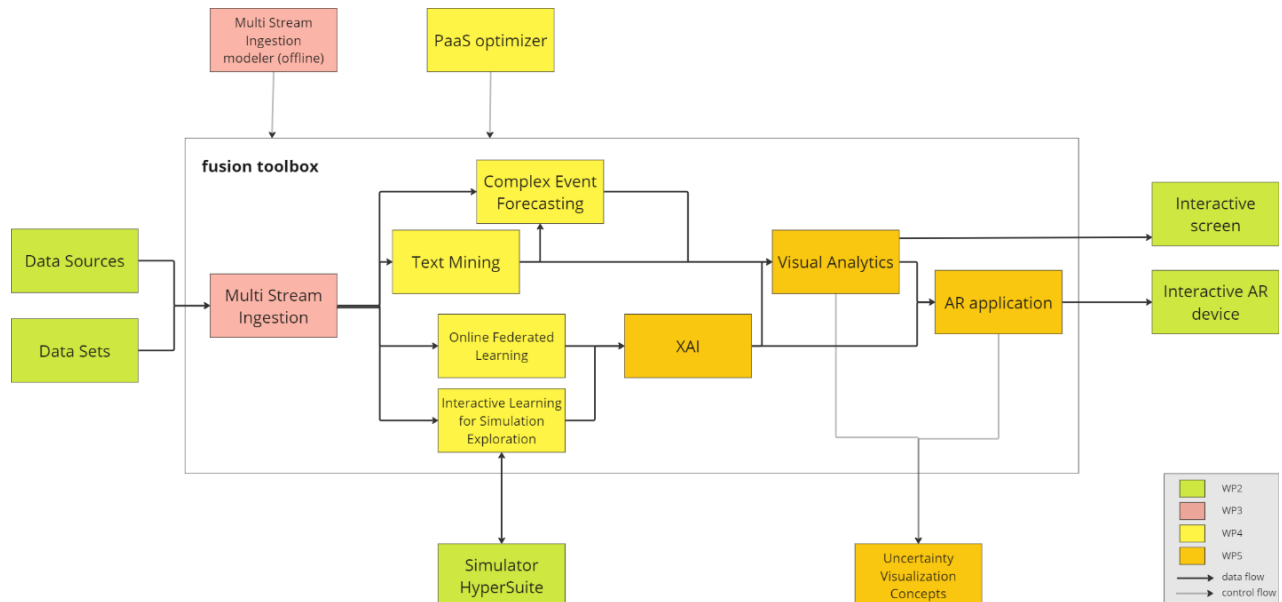 Multi Stream
Ingestion
modeler (offline)
PaaS optimizer
fusion toolbox
Complex Event
Forecasting
Interactive
screen
Data Sources
Text Mining
Visual Analytics
Multi Stream
Ingestion
AR application
Interactive AR
device
Data Sets
Online Federated
Learning
XAI
Interactive Learning
for Simulation
Exploration
Simulator
HyperSuite
Uncertainty
Visualization
Concepts
WP2
WP3
WP4
WP5
data flow
control flow